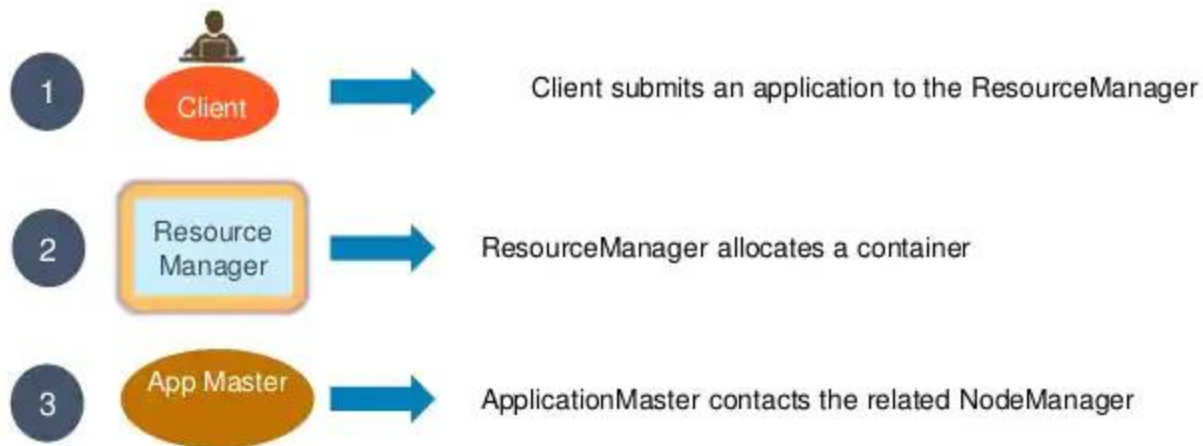 1
Client
Client submits an application to the ResourceManager
2
Resource
Manager
ResourceManager allocates a container
3
App Master
ApplicationMaster contacts the related NodeManager